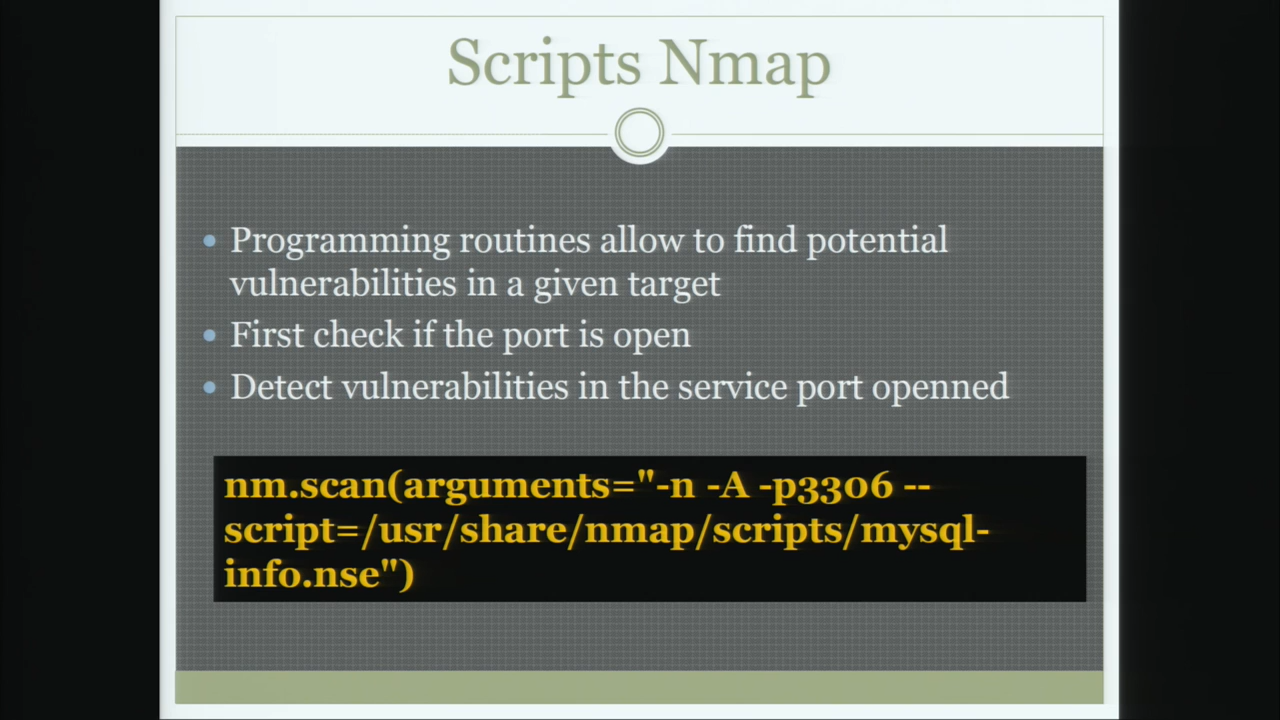 Scripts Nmap
Programming routines allow to find potential
vulnerabilities in a given target
First check if the port is open
Detect vulnerabilities in the service port openned
nm.scan(arguments="-n -A -p3306 --
script=/usr/share/nmap/scripts/mysql-
info.nse")